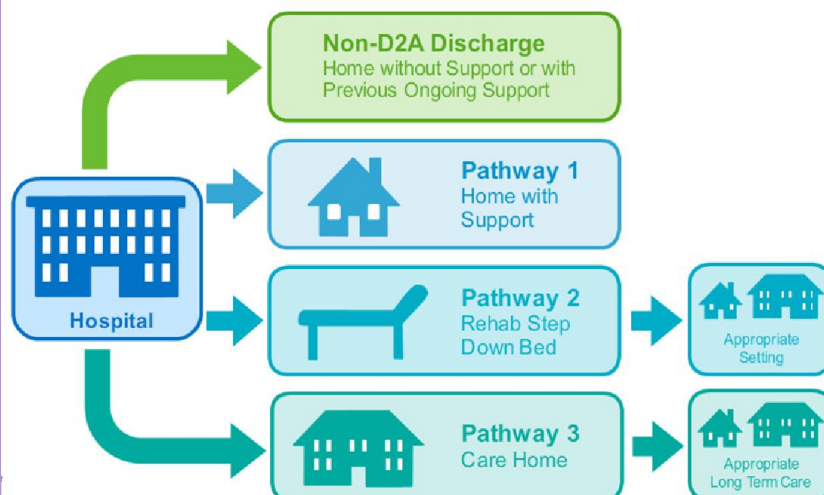 Non-D2A Discharge
Home without Support or with
Previous Ongoing Support
Hospital
Pathway 1
Home with
Support
Pathway 2
Rehab Step
Down Bed
Appropriate
Setting
Pathway 3
Care Home
Appropriate
Long Term Care